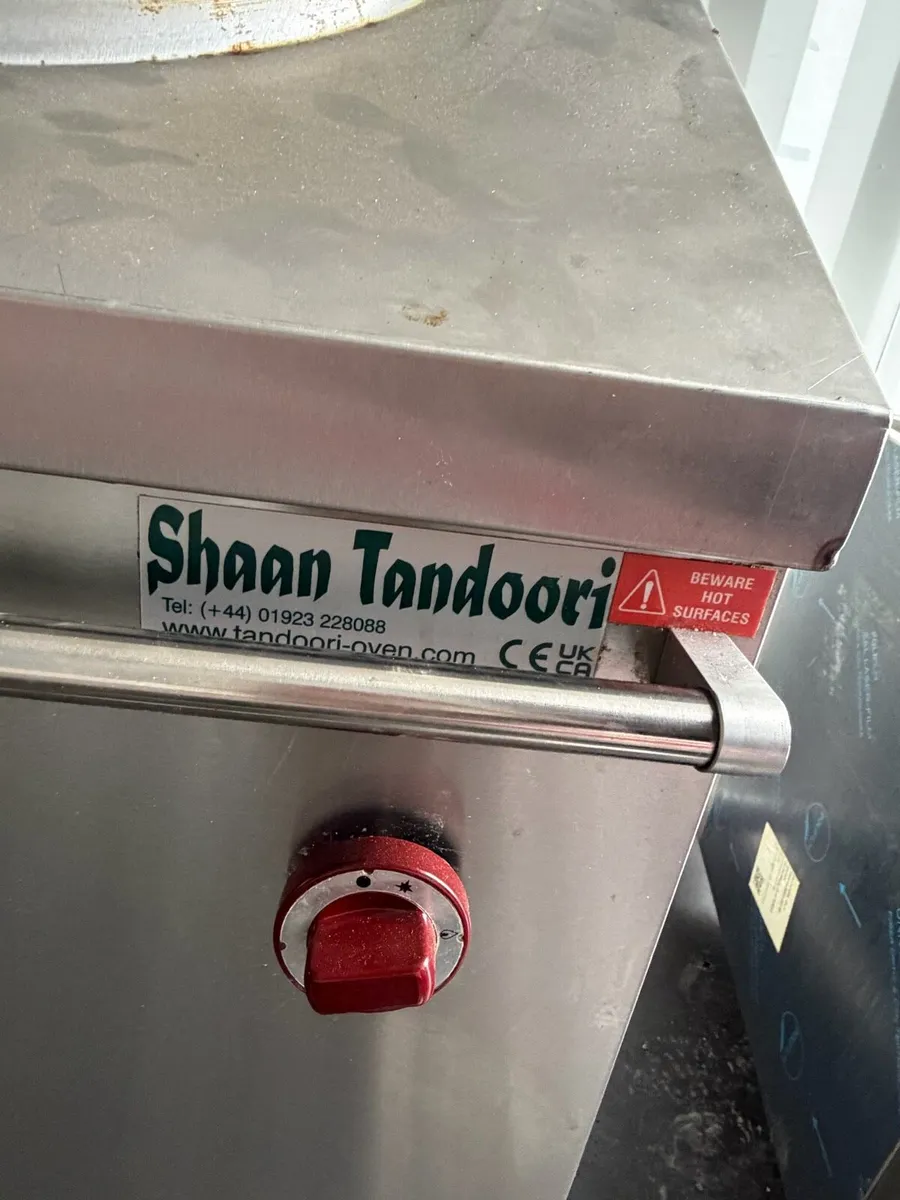 Shaan Tandoori
Tel: (+44) 01923 228088
www.tandoori-oven.com
CE UK
CA
BEWARE
HOT
SURFACES